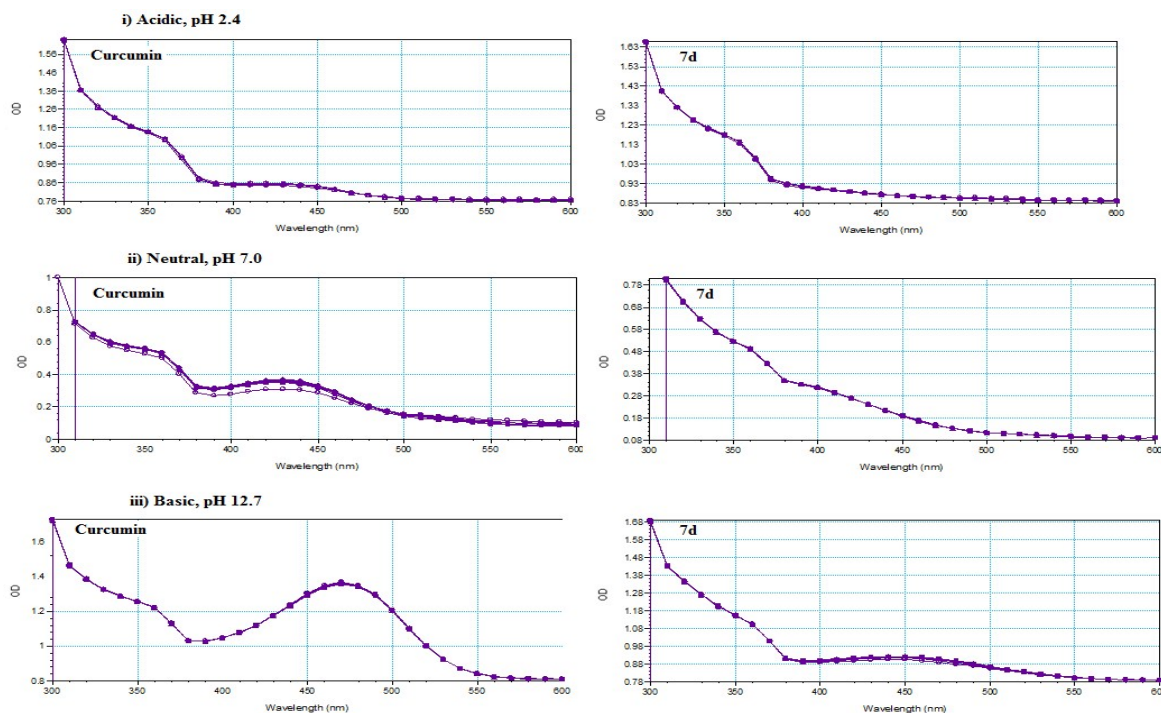 i) Acidic, pH 2.4
Curcumin
1.56
1.46
1.36
1.26
1.16
1.06
0.96
0.86
0.76
OD
300 350 400 450 500 550 600
Wavelength (nm)
7d
1.63
1.53
1.43
1.33
1.23
1.13
1.03
0.93
0.83
OD
300 350 400 450 500 550 600
Wavelength (nm)
ii) Neutral, pH 7.0
Curcumin
1
0.8
0.6
0.4
0.2
0
OD
300 350 400 450 500 550 600
Wavelength (nm)
7d
0.78
0.68
0.58
0.48
0.38
0.28
0.18
0.08
OD
300 350 400 450 500 550 600
Wavelength (nm)
iii) Basic, pH 12.7
Curcumin
1.6
1.4
1.2
1
0.8
OD
300 350 400 450 500 550 600
Wavelength (nm)
7d
1.68
1.58
1.48
1.38
1.28
1.18
1.08
0.98
0.88
0.78
OD
300 350 400 450 500 550 600
Wavelength (nm)